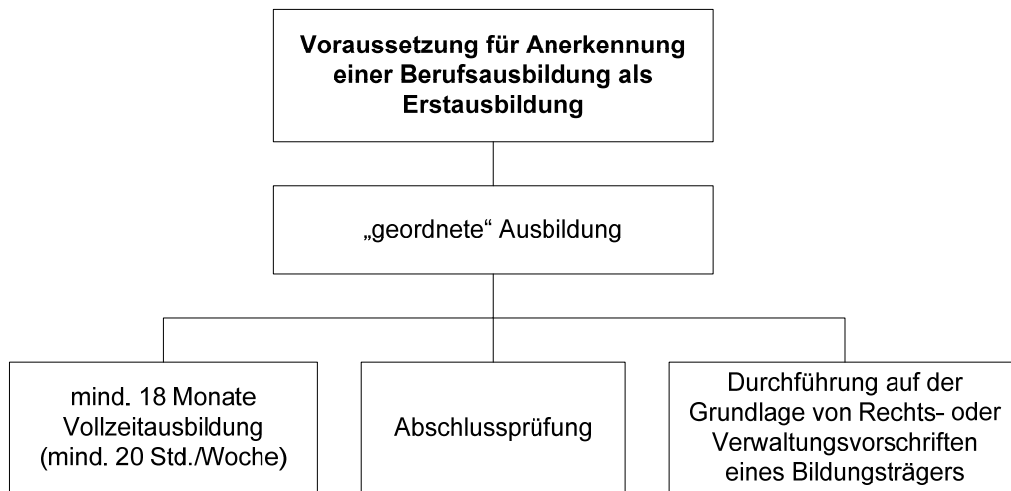 Voraussetzung für Anerkennung
einer Berufsausbildung als
Erstausbildung
„geordnete“ Ausbildung
mind. 18 Monate
Vollzeitausbildung
(mind. 20 Std./Woche)
Abschlussprüfung
Durchführung auf der
Grundlage von Rechts- oder
Verwaltungsvorschriften
eines Bildungsträgers